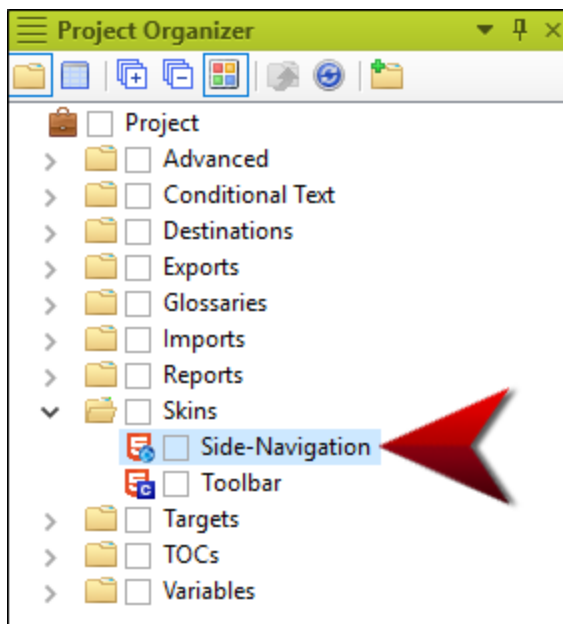 Project Organizer
Project
Advanced
Conditional Text
Destinations
Exports
Glossaries
Imports
Reports
Skins
Side-Navigation
C Toolbar
Targets
TOCs
Variables